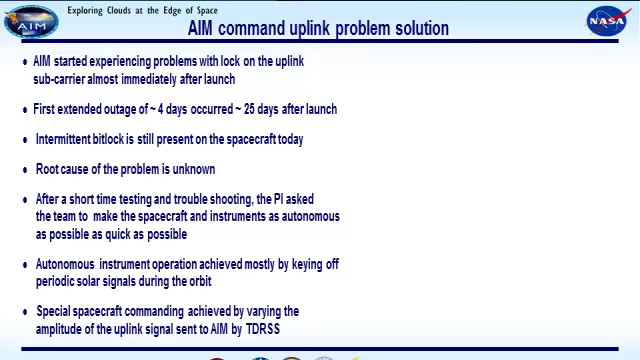 Exploring Clouds at the Edge of Space
AIM
NASA
AIM command uplink problem solution
● AIM started experiencing problems with lock on the uplink
sub-carrier almost immediately after launch
● First extended outage of ~ 4 days occurred ~ 25 days after launch
● Intermittent bitlock is still present on the spacecraft today
● Root cause of the problem is unknown
● After a short time testing and trouble shooting, the PI asked
the team to make the spacecraft and instruments as autonomous
as possible as quick as possible
● Autonomous instrument operation achieved mostly by keying off
periodic solar signals during the orbit
● Special spacecraft commanding achieved by varying the
amplitude of the uplink signal sent to AIM by TDRSS